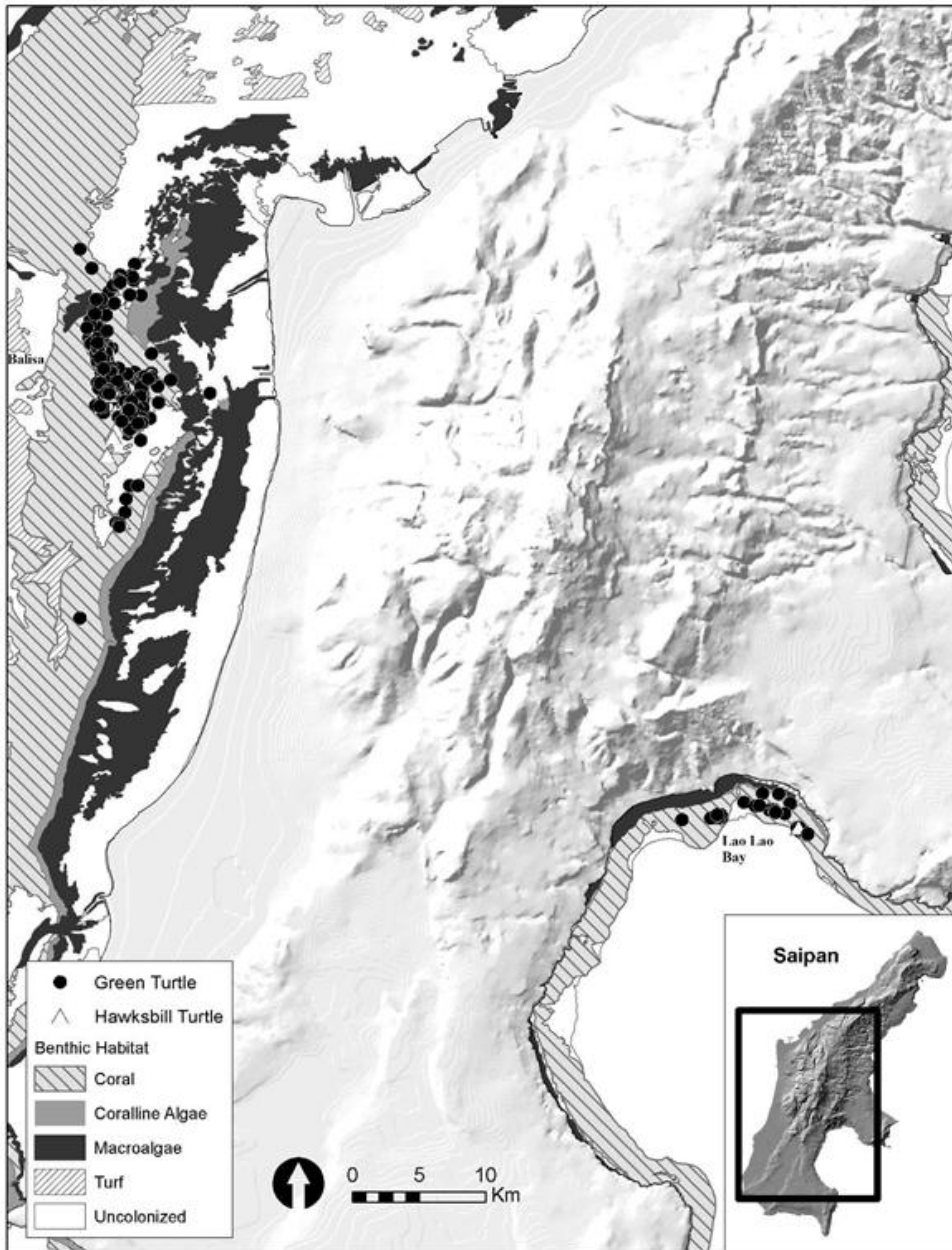 Balisa
Lao Lao
Bay
Saipan
Green Turtle
Hawksbill Turtle
Benthic Habitat
Coral
Coralline Algae
Macroalgae
Turf
Uncolonized
0 5 10
Km